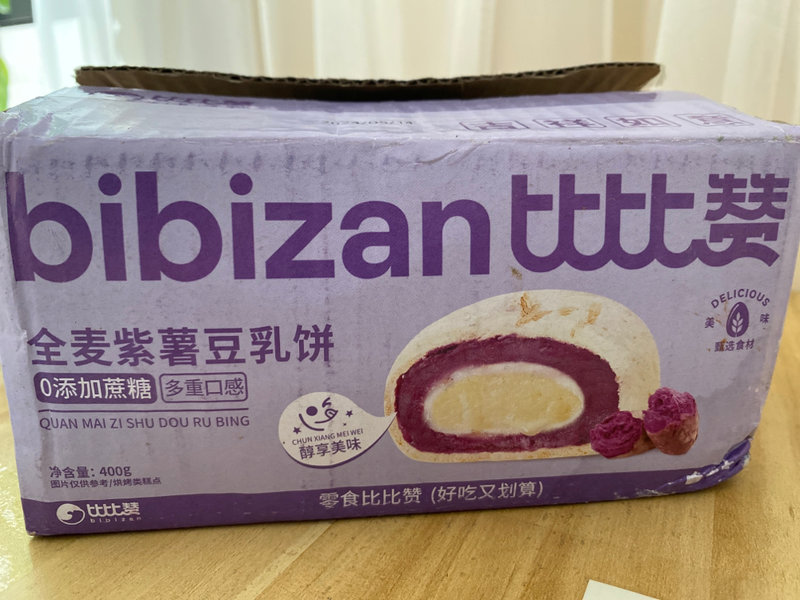 bibizan比比赞
全麦紫薯豆乳饼
0添加蔗糖 多重口感
QUAN MAI ZI SHU DOU RU BING
CHUN XIANG MEI WEI
醇享美味
DELICIOUS
美 味
甄选食材
净含量：400g
图片仅供参考/烘烤类糕点
比比赞
bibizan
零食比比赞 (好吃又划算)